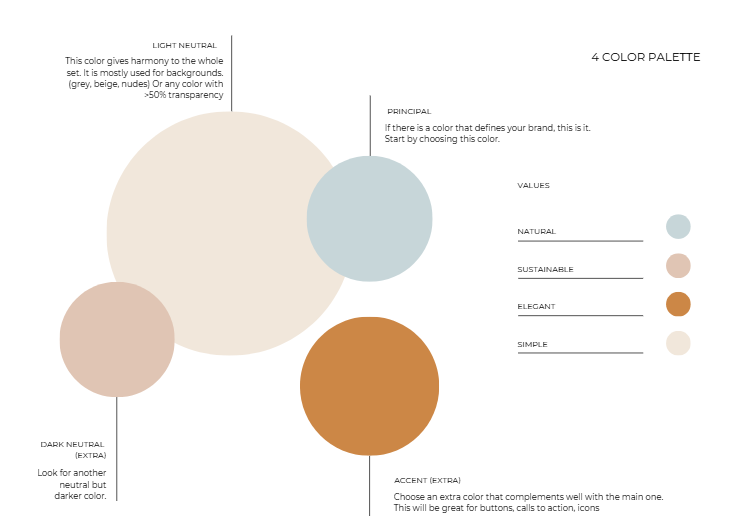 LIGHT NEUTRAL
This color gives harmony to the whole
set. It is mostly used for backgrounds.
(grey, beige, nudes) Or any color with
>50% transparency
4 COLOR PALETTE
PRINCIPAL
If there is a color that defines your brand, this is it.
Start by choosing this color.
VALUES
NATURAL
SUSTAINABLE
ELEGANT
SIMPLE
DARK NEUTRAL
(EXTRA)
Look for another
neutral but
darker color.
ACCENT (EXTRA)
Choose an extra color that complements well with the main one.
This will be great for buttons, calls to action, icons